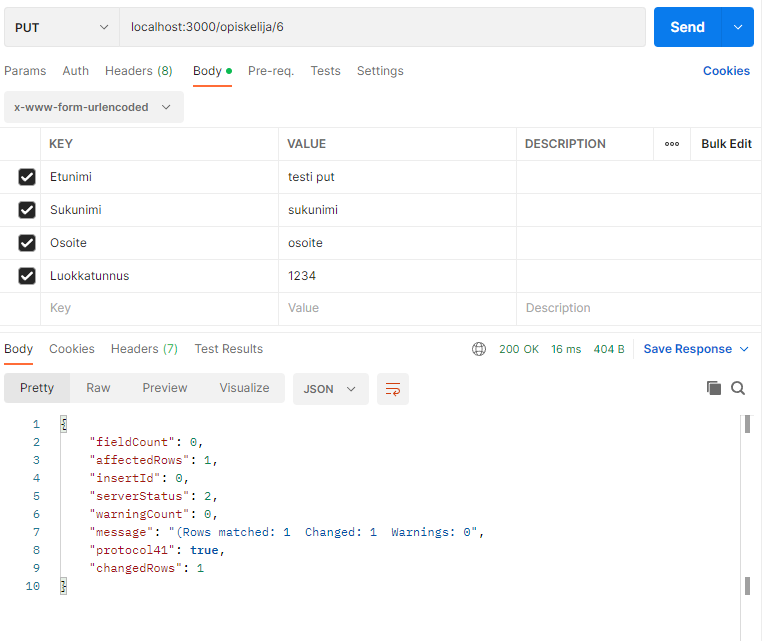 PUT localhost:3000/opiskelija/6 Send
Params Auth Headers (8) Body Pre-req. Tests Settings Cookies
x-www-form-urlencoded
KEY VALUE DESCRIPTION ooo Bulk Edit
Etunimi testi put
Sukunimi sukunimi
Osoite osoite
Luokkatunnus 1234
Key Value Description
Body Cookies Headers (7) Test Results 200 OK 16 ms 404 B Save Response
Pretty Raw Preview Visualize JSON
1 {
2 "fieldCount": 0,
3 "affectedRows": 1,
4 "insertId": 0,
5 "serverStatus": 2,
6 "warningCount": 0,
7 "message": "(Rows matched: 1  Changed: 1  Warnings: 0",
8 "protocol41": true,
9 "changedRows": 1
10 }